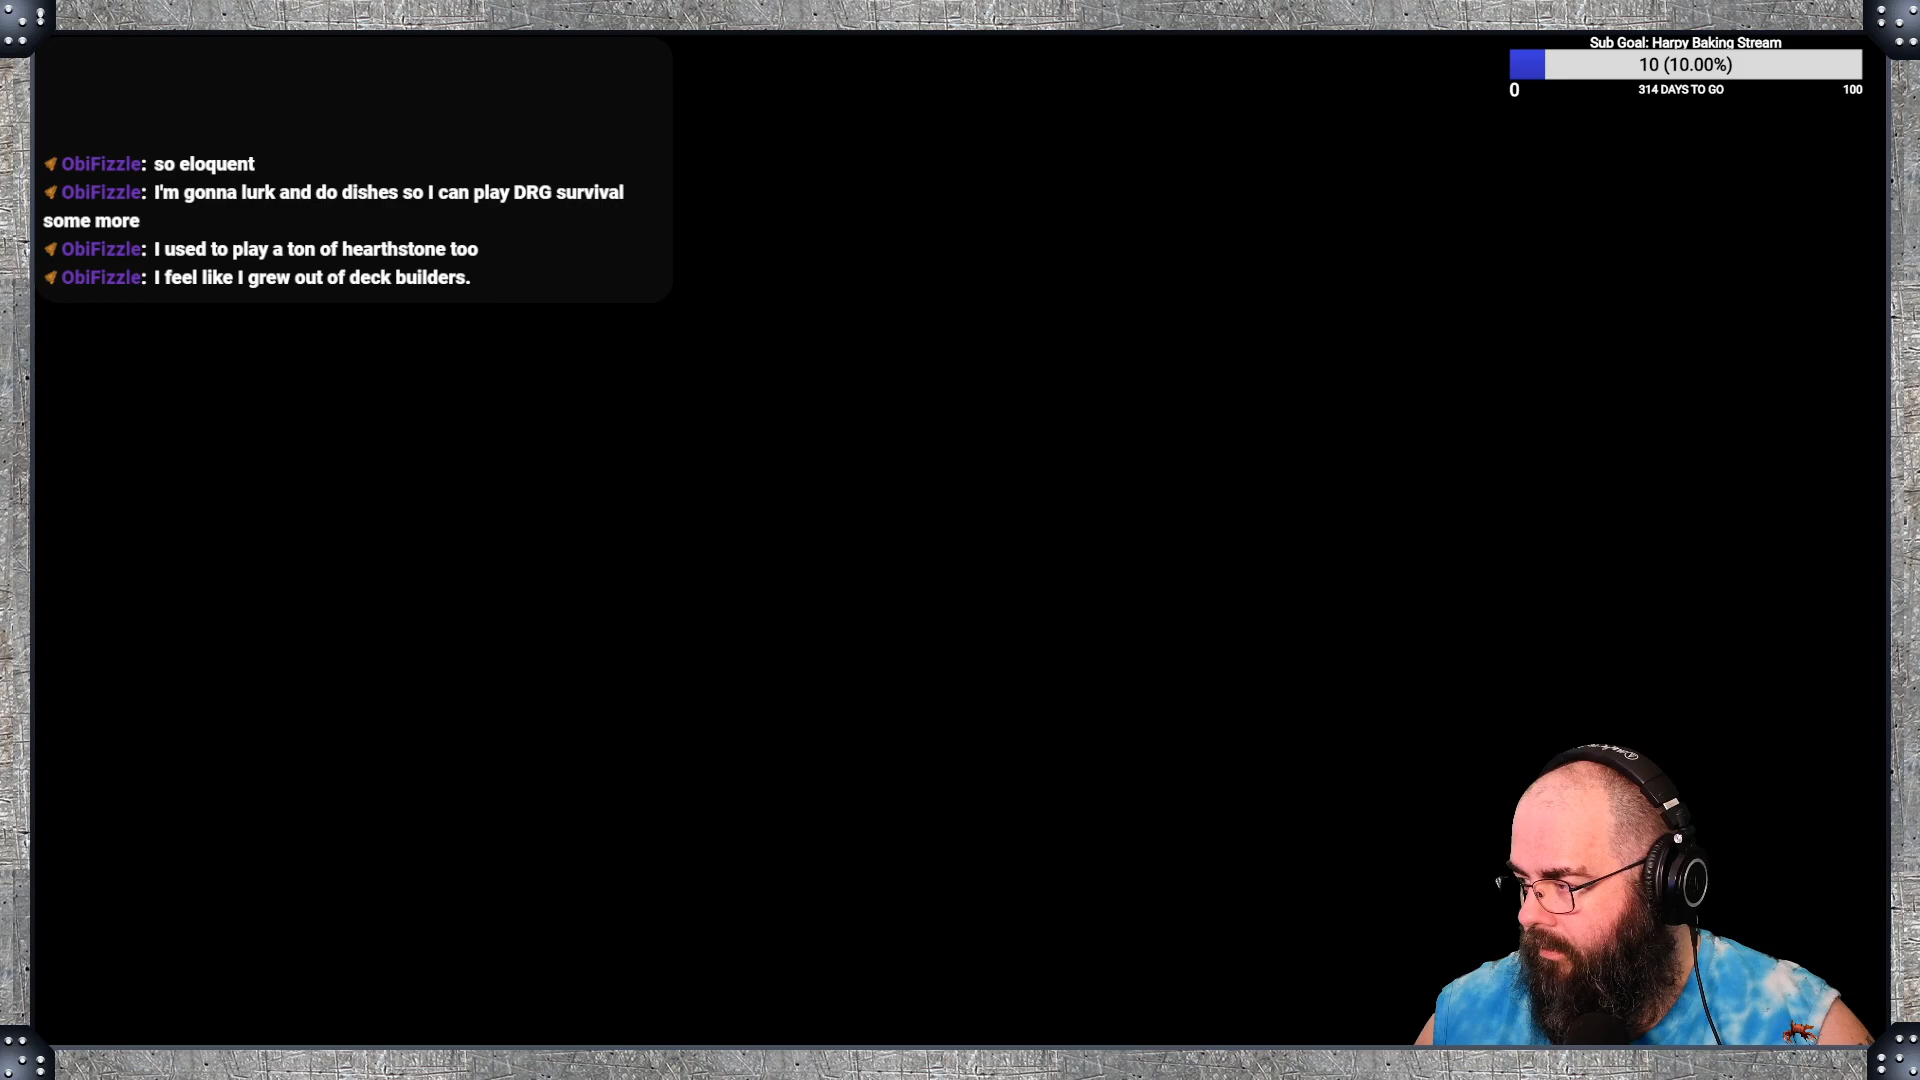 Sub Goal: Harpy Baking Stream
10 (10.00%)
0 314 DAYS TO GO 100
ObiFizzle: so eloquent
ObiFizzle: I'm gonna lurk and do dishes so I can play DRG survival
some more
ObiFizzle: I used to play a ton of hearthstone too
ObiFizzle: I feel like I grew out of deck builders.